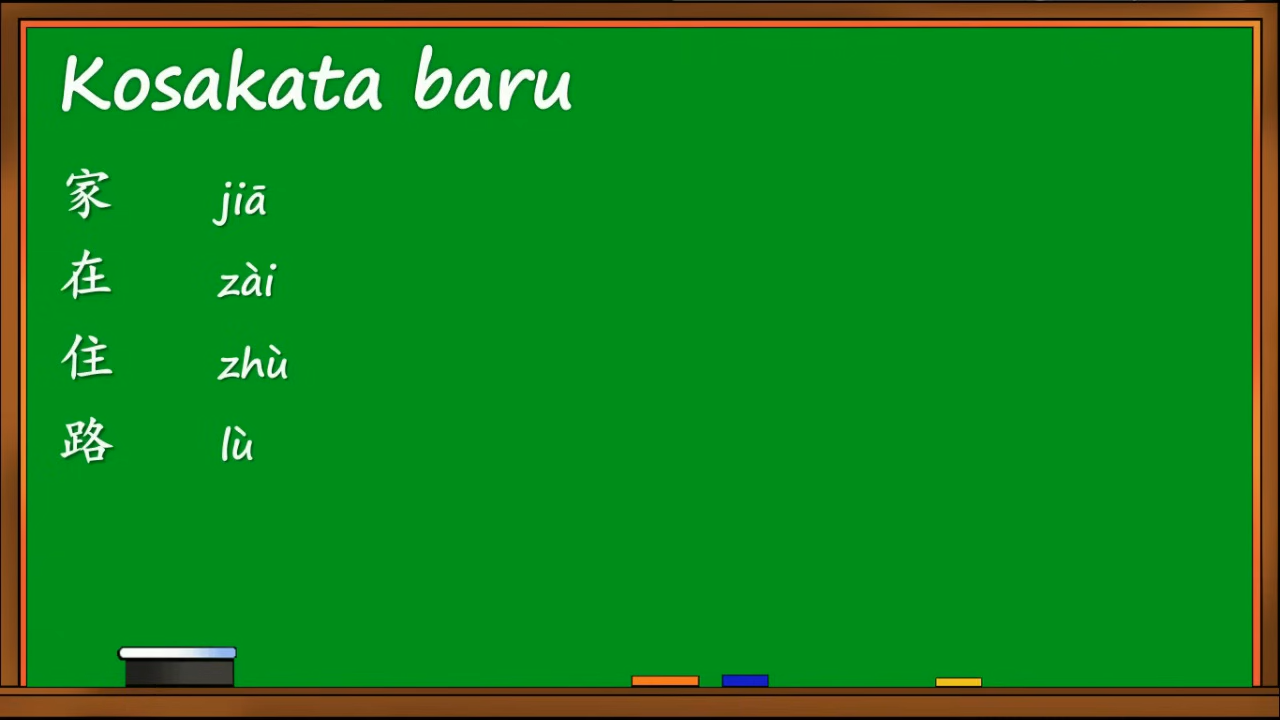 Kosakata baru
家 jiā
在 zài
住 zhù
路 lù